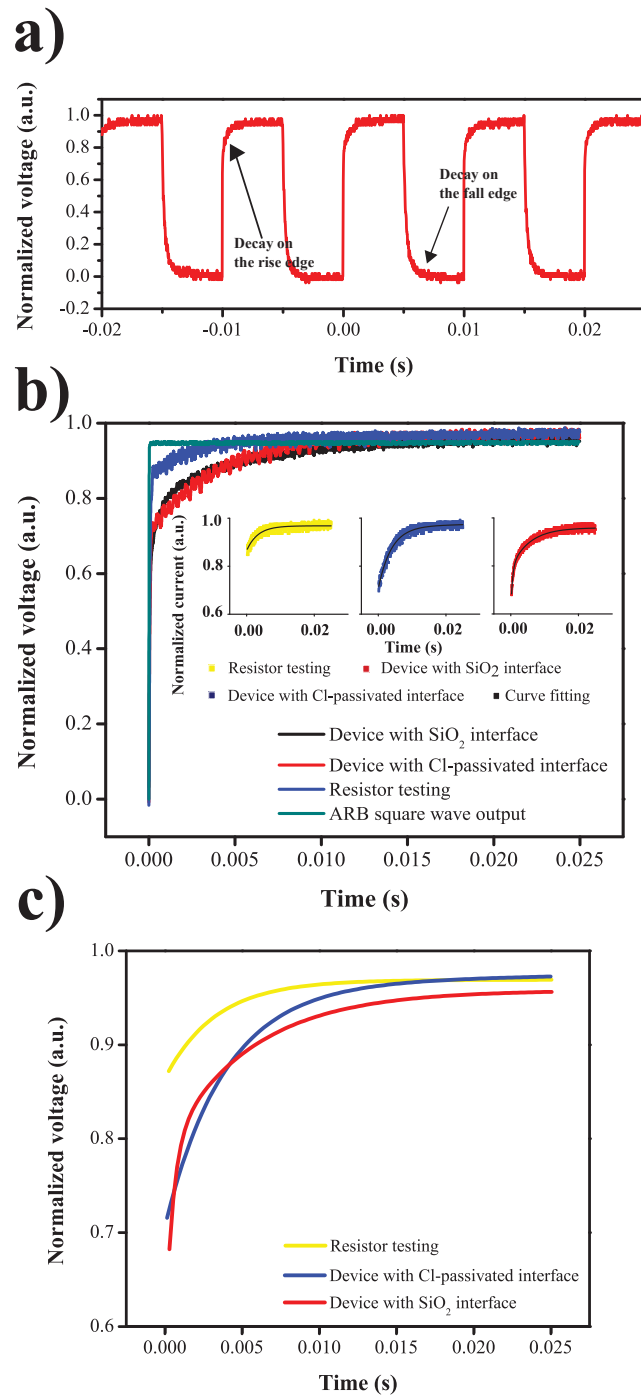 a)
Normalized voltage (a.u.)
1.0
0.8
0.6
0.4
0.2
0.0
-0.2
Decay on
the rise edge
Decay on
the fall edge
-0.02 -0.01 0.00 0.01 0.02
Time (s)
b)
Normalized voltage (a.u.)
1.0
0.8
0.6
0.4
0.2
0.0
Normalized current (a.u.)
1.0
0.8
0.6
0.00 0.02 0.00 0.02 0.00 0.02
Time (s)
Resistor testing Device with SiO2 interface
Device with Cl-passivated interface Curve fitting
Device with SiO2 interface
Device with Cl-passivated interface
Resistor testing
ARB square wave output
0.000 0.005 0.010 0.015 0.020 0.025
Time (s)
c)
Normalized voltage (a.u.)
1.0
0.9
0.8
0.7
0.6
Resistor testing
Device with Cl-passivated interface
Device with SiO2 interface
0.000 0.005 0.010 0.015 0.020 0.025
Time (s)